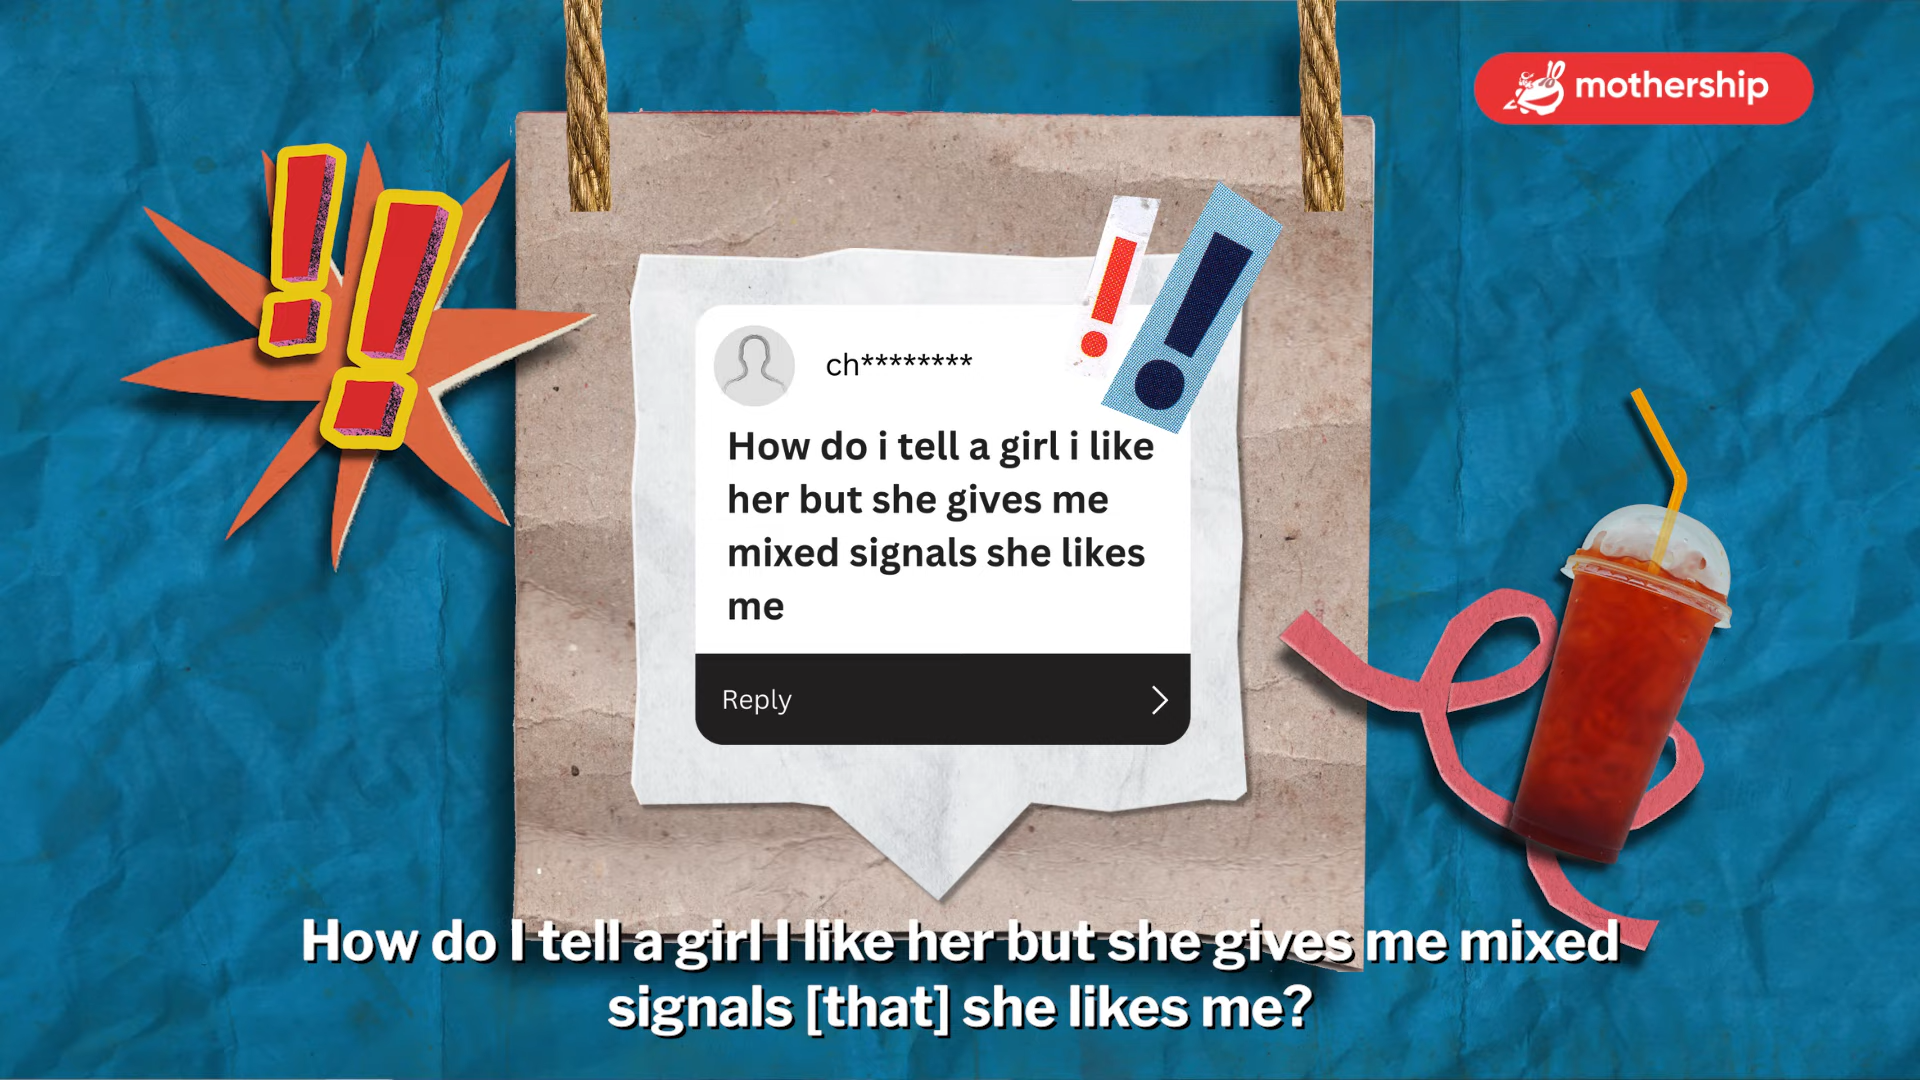 mothership
ch********
How do i tell a girl i like
her but she gives me
mixed signals she likes
me
Reply
How do I tell a girl I like her but she gives me mixed
signals [that] she likes me?